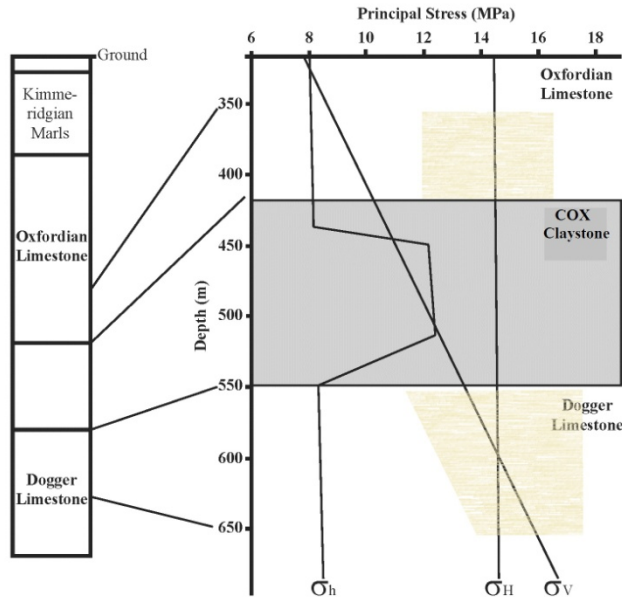 Principal Stress (MPa)
6 8 10 12 14 16 18
Ground
Kimme-
ridgian
Marls
Oxfordian
Limestone
Dogger
Limestone
Depth (m)
350
400
450
500
550
600
650
Oxfordian
Limestone
COX
Claystone
Dogger
Limestone
σh σH σV